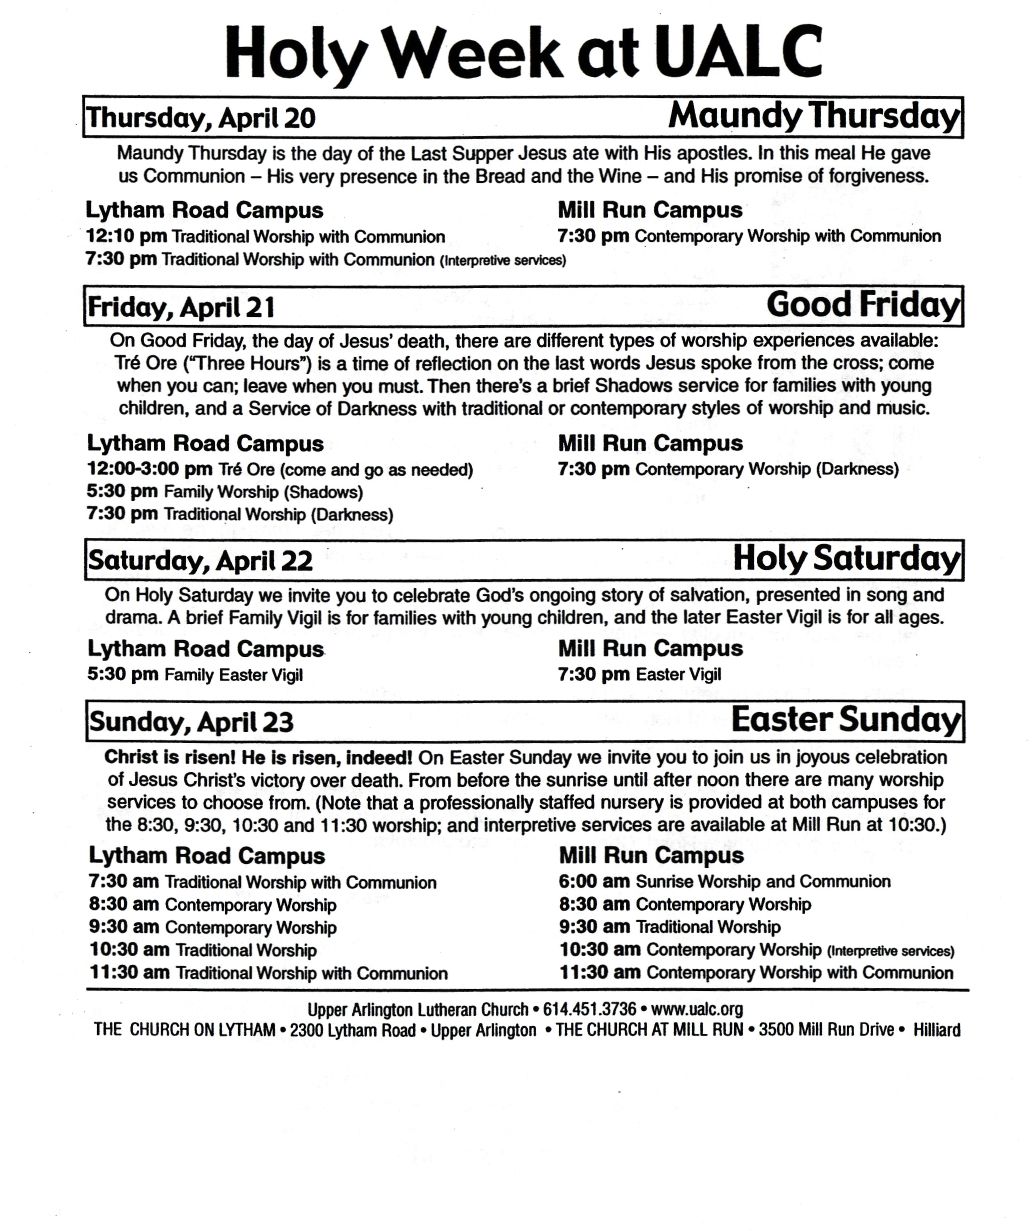 Holy Week at UALC
Thursday, April 20 Maundy Thursday
Maundy Thursday is the day of the Last Supper Jesus ate with His apostles. In this meal He gave
us Communion – His very presence in the Bread and the Wine – and His promise of forgiveness.
Lytham Road Campus
12:10 pm Traditional Worship with Communion
7:30 pm Traditional Worship with Communion (Interpretive services)
Mill Run Campus
7:30 pm Contemporary Worship with Communion
Friday, April 21 Good Friday
On Good Friday, the day of Jesus' death, there are different types of worship experiences available:
Tré Ore ("Three Hours") is a time of reflection on the last words Jesus spoke from the cross; come
when you can; leave when you must. Then there's a brief Shadows service for families with young
children, and a Service of Darkness with traditional or contemporary styles of worship and music.
Lytham Road Campus
12:00-3:00 pm Tré Ore (come and go as needed)
5:30 pm Family Worship (Shadows)
7:30 pm Traditional Worship (Darkness)
Mill Run Campus
7:30 pm Contemporary Worship (Darkness)
Saturday, April 22 Holy Saturday
On Holy Saturday we invite you to celebrate God's ongoing story of salvation, presented in song and
drama. A brief Family Vigil is for families with young children, and the later Easter Vigil is for all ages.
Lytham Road Campus
5:30 pm Family Easter Vigil
Mill Run Campus
7:30 pm Easter Vigil
Sunday, April 23 Easter Sunday
Christ is risen! He is risen, indeed! On Easter Sunday we invite you to join us in joyous celebration
of Jesus Christ's victory over death. From before the sunrise until after noon there are many worship
services to choose from. (Note that a professionally staffed nursery is provided at both campuses for
the 8:30, 9:30, 10:30 and 11:30 worship; and interpretive services are available at Mill Run at 10:30.)
Lytham Road Campus
7:30 am Traditional Worship with Communion
8:30 am Contemporary Worship
9:30 am Contemporary Worship
10:30 am Traditional Worship
11:30 am Traditional Worship with Communion
Mill Run Campus
6:00 am Sunrise Worship and Communion
8:30 am Contemporary Worship
9:30 am Traditional Worship
10:30 am Contemporary Worship (Interpretive services)
11:30 am Contemporary Worship with Communion
Upper Arlington Lutheran Church • 614.451.3736 • www.ualc.org
THE CHURCH ON LYTHAM • 2300 Lytham Road • Upper Arlington • THE CHURCH AT MILL RUN • 3500 Mill Run Drive • Hilliard